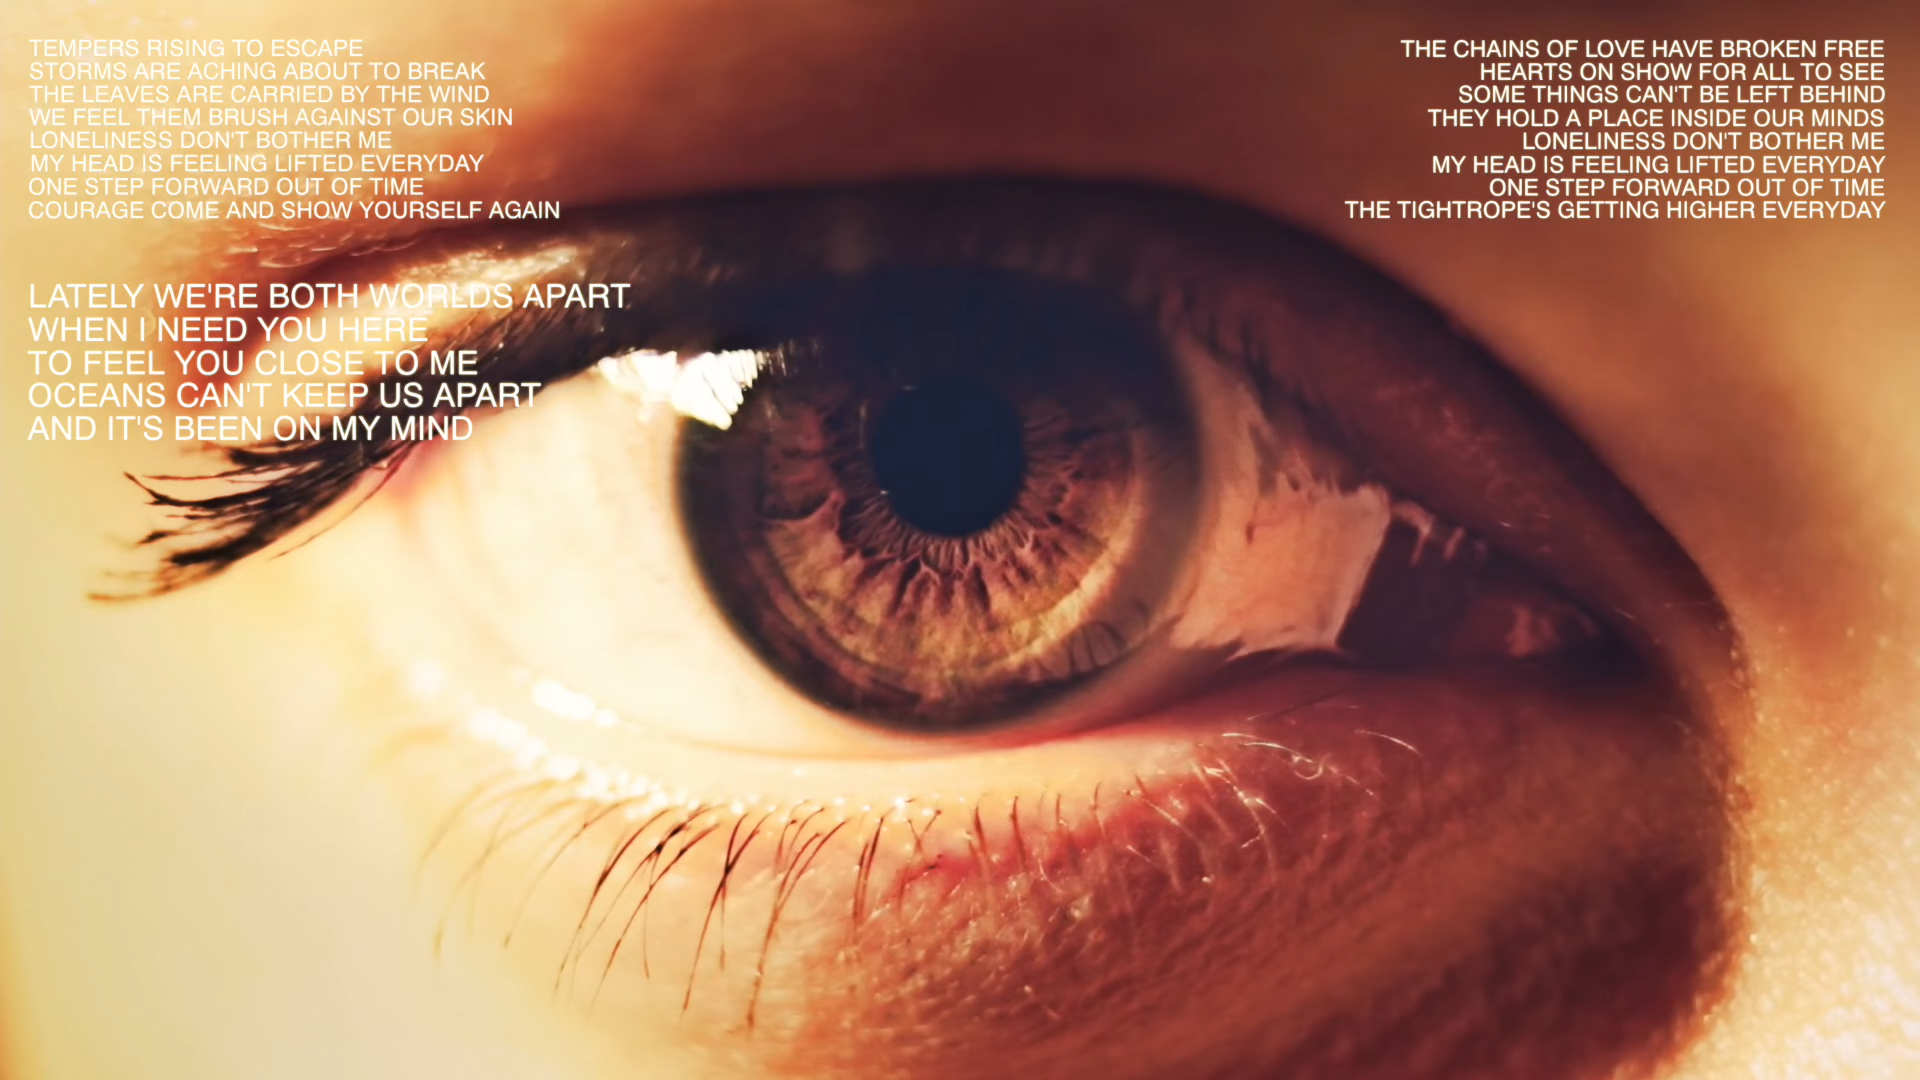 TEMPERS RISING TO ESCAPE
STORMS ARE ACHING ABOUT TO BREAK
THE LEAVES ARE CARRIED BY THE WIND
WE FEEL THEM BRUSH AGAINST OUR SKIN
LONELINESS DON'T BOTHER ME
MY HEAD IS FEELING LIFTED EVERYDAY
ONE STEP FORWARD OUT OF TIME
COURAGE COME AND SHOW YOURSELF AGAIN
LATELY WE'RE BOTH WORLDS APART
WHEN I NEED YOU HERE
TO FEEL YOU CLOSE TO ME
OCEANS CAN'T KEEP US APART
AND IT'S BEEN ON MY MIND
THE CHAINS OF LOVE HAVE BROKEN FREE
HEARTS ON SHOW FOR ALL TO SEE
SOME THINGS CAN'T BE LEFT BEHIND
THEY HOLD A PLACE INSIDE OUR MINDS
LONELINESS DON'T BOTHER ME
MY HEAD IS FEELING LIFTED EVERYDAY
ONE STEP FORWARD OUT OF TIME
THE TIGHTROPE'S GETTING HIGHER EVERYDAY